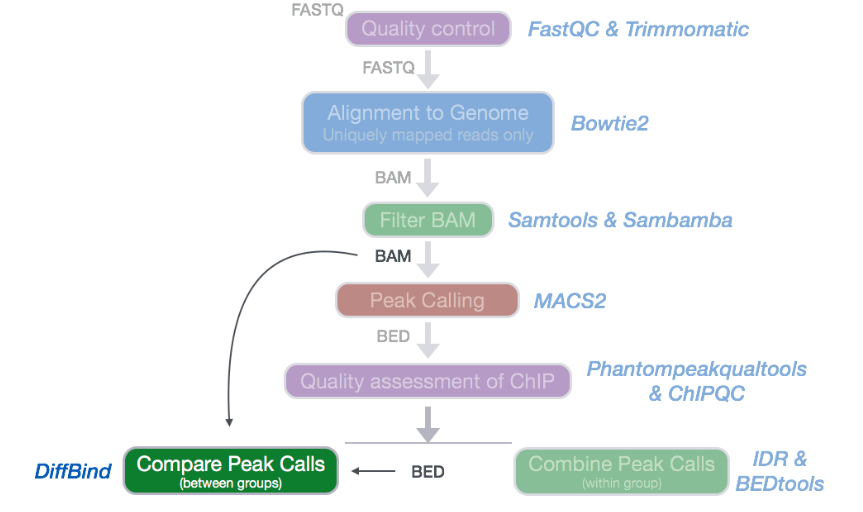 FASTQ
Quality control
FastQC & Trimmomatic
FASTQ
Alignment to Genome
Uniquely mapped reads only
Bowtie2
BAM
Filter BAM
Samtools & Sambamba
BAM
Peak Calling
MACS2
BED
Quality assessment of ChIP
Phantompeakqualtools
& ChIPQC
DiffBind
Compare Peak Calls
(between groups)
BED
Combine Peak Calls
(within group)
IDR &
BEDtools